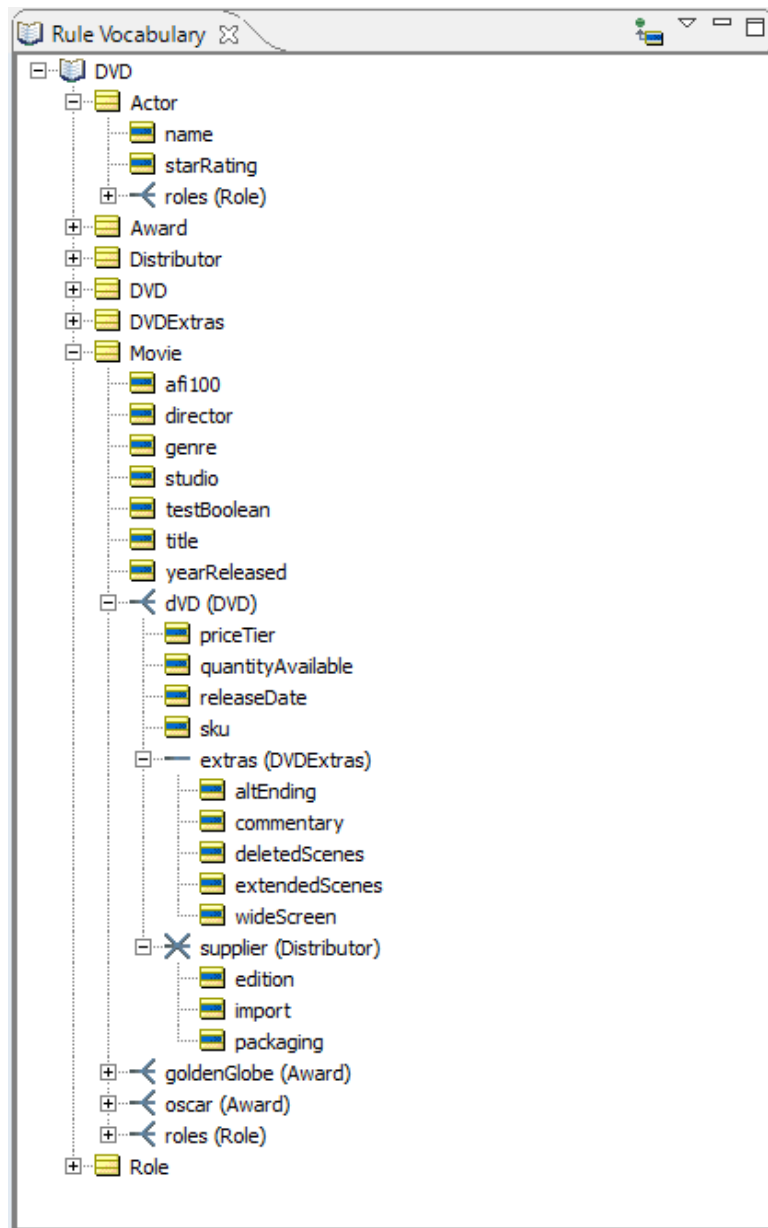 Rule Vocabulary
DVD
Actor
name
starRating
roles (Role)
Award
Distributor
DVD
DVDExtras
Movie
afi100
director
genre
studio
testBoolean
title
yearReleased
dVD (DVD)
priceTier
quantityAvailable
releaseDate
sku
extras (DVDExtras)
altEnding
commentary
deletedScenes
extendedScenes
wideScreen
supplier (Distributor)
edition
import
packaging
goldenGlobe (Award)
oscar (Award)
roles (Role)
Role